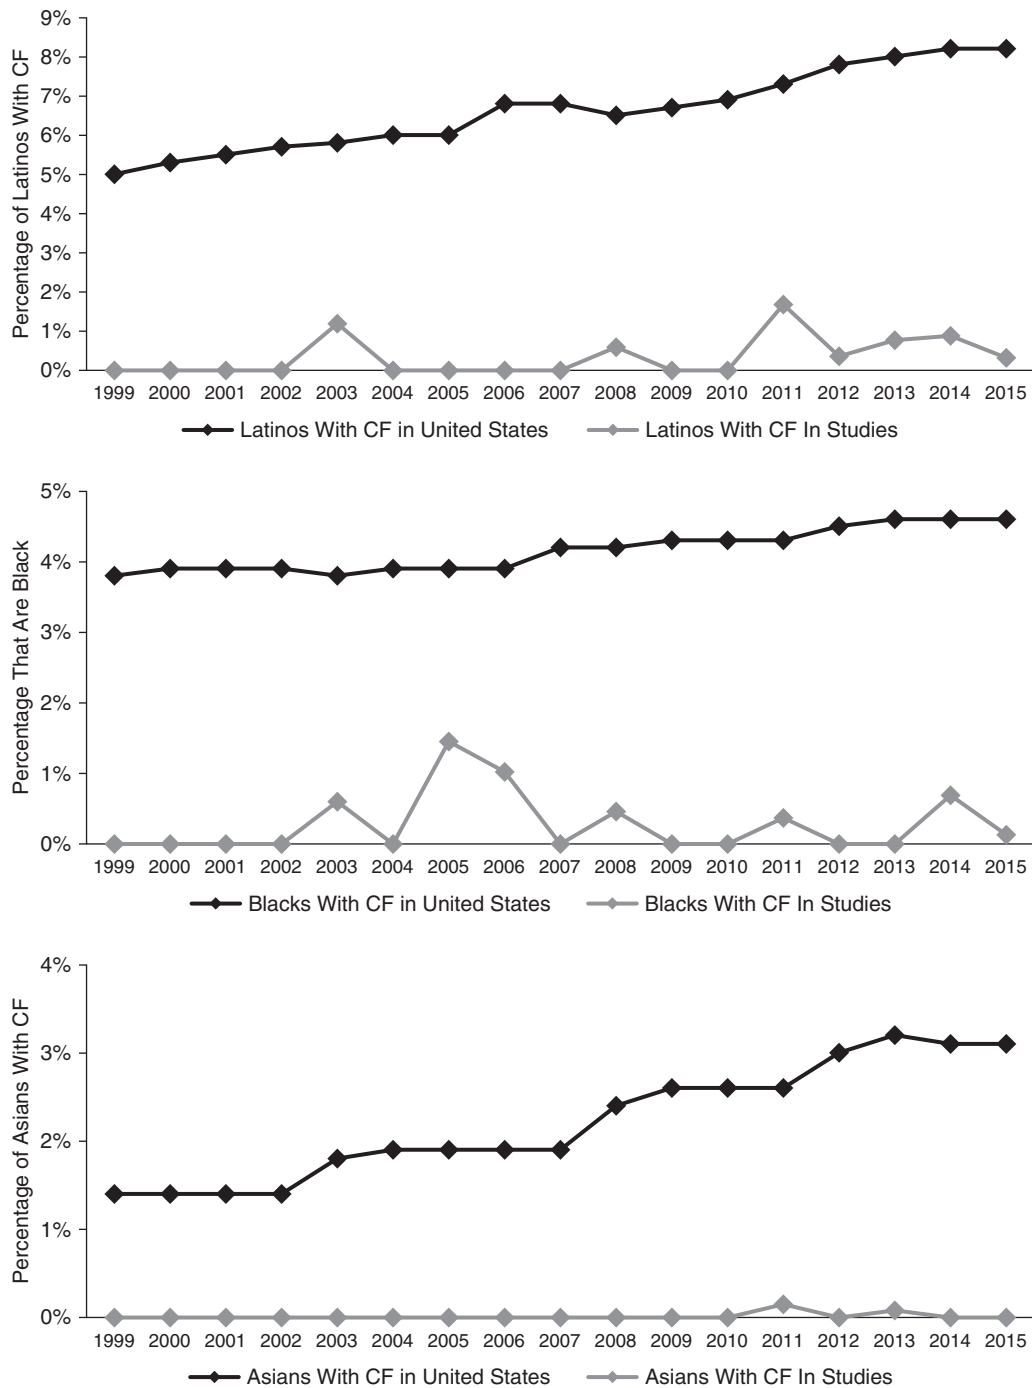 Percentage of Latinos With CF
9%
8%
7%
6%
5%
4%
3%
2%
1%
0%
1999 2000 2001 2002 2003 2004 2005 2006 2007 2008 2009 2010 2011 2012 2013 2014 2015
Latinos With CF in United States Latinos With CF In Studies
Percentage That Are Black
5%
4%
3%
2%
1%
0%
1999 2000 2001 2002 2003 2004 2005 2006 2007 2008 2009 2010 2011 2012 2013 2014 2015
Blacks With CF in United States Blacks With CF In Studies
Percentage of Asians With CF
4%
3%
2%
1%
0%
1999 2000 2001 2002 2003 2004 2005 2006 2007 2008 2009 2010 2011 2012 2013 2014 2015
Asians With CF in United States Asians With CF In Studies